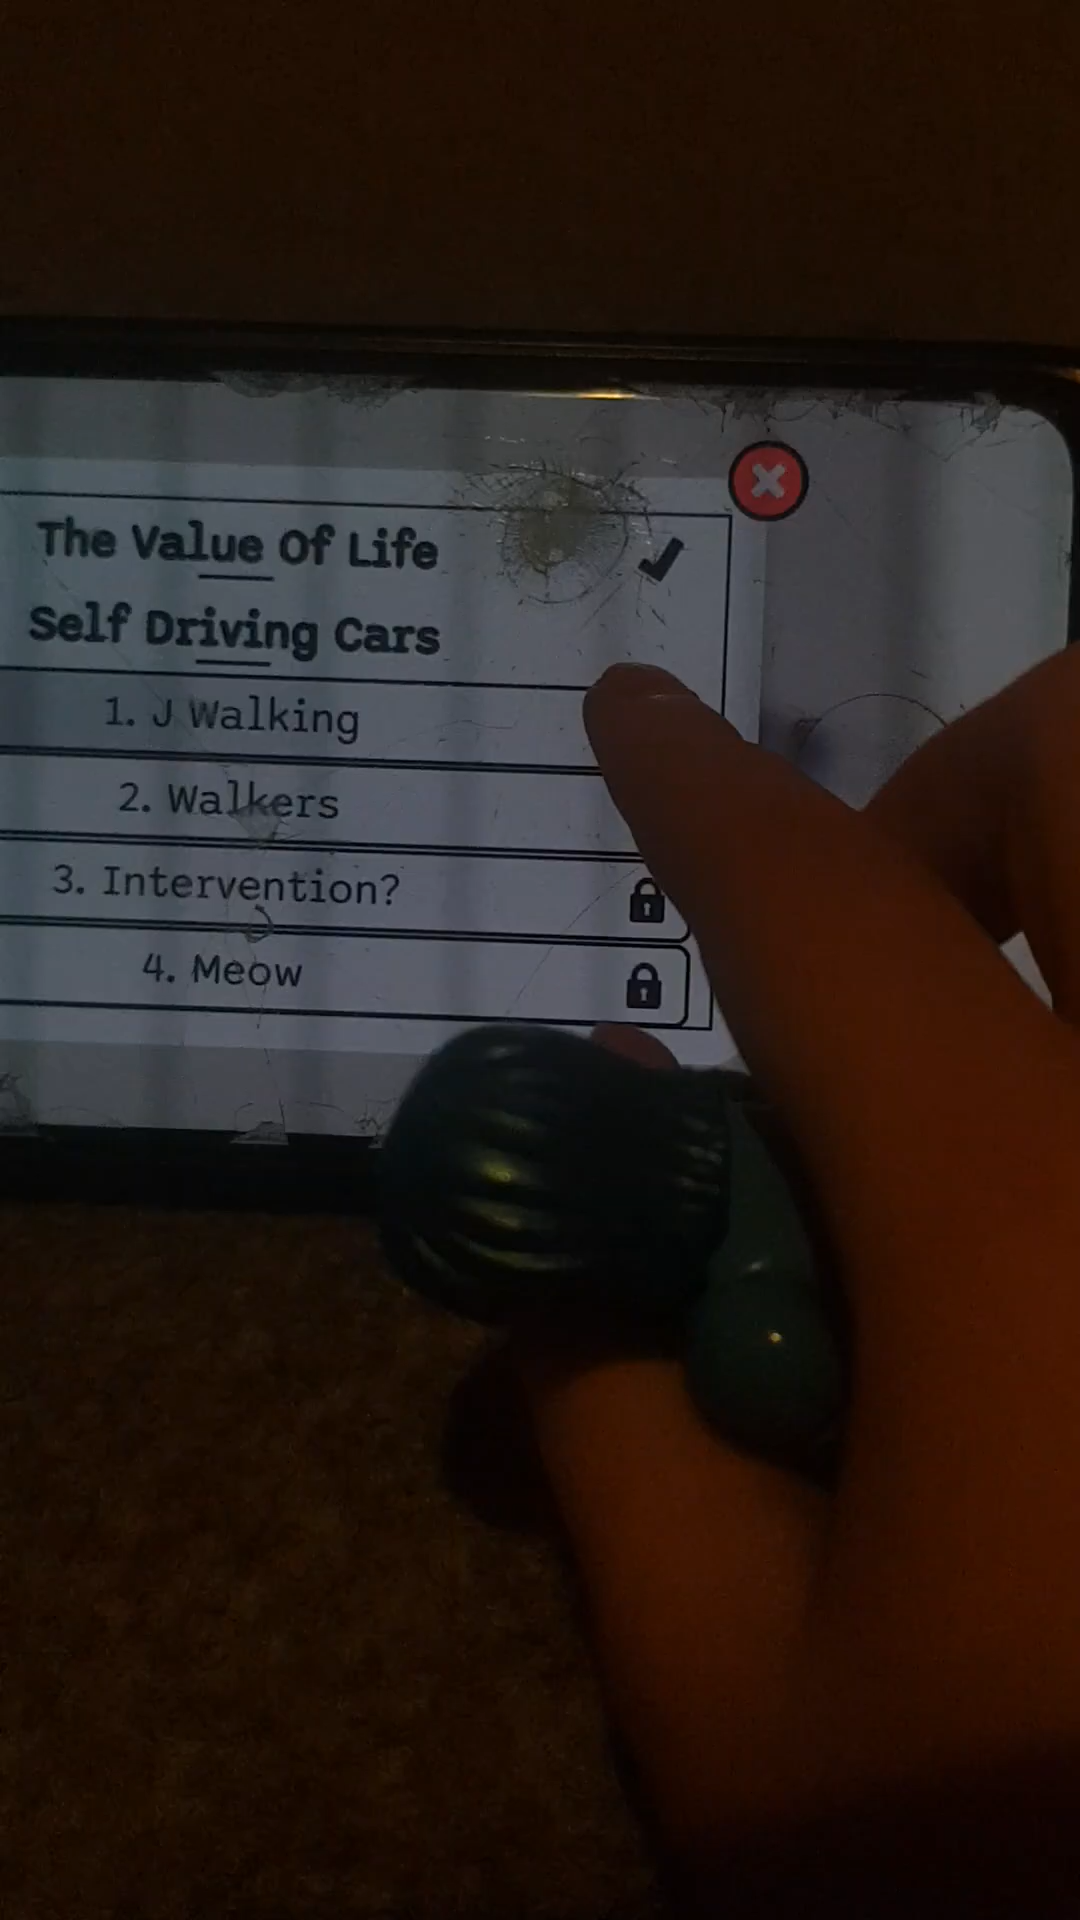 The Value Of Life
Self Driving Cars
1. J Walking
2. Walkers
3. Intervention?
4. Meow